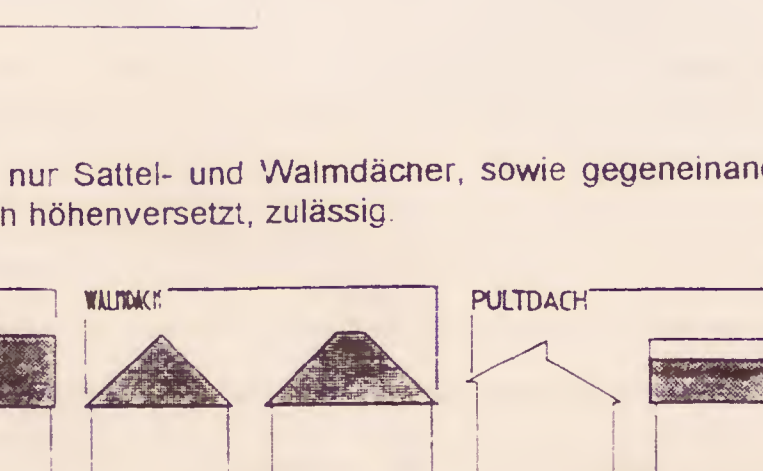 nur Sattel- und Walmdächer, sowie gegeneinand
n höhenversetzt, zulässig.
WALMDACH PULTDACH